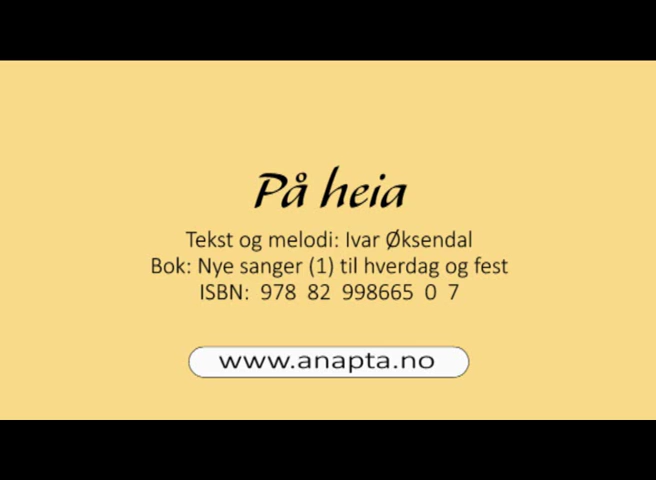 På heia
Tekst og melodi: Ivar Øksendal
Bok: Nye sanger (1) til hverdag og fest
ISBN: 978 82 998665 0 7
www.anapta.no